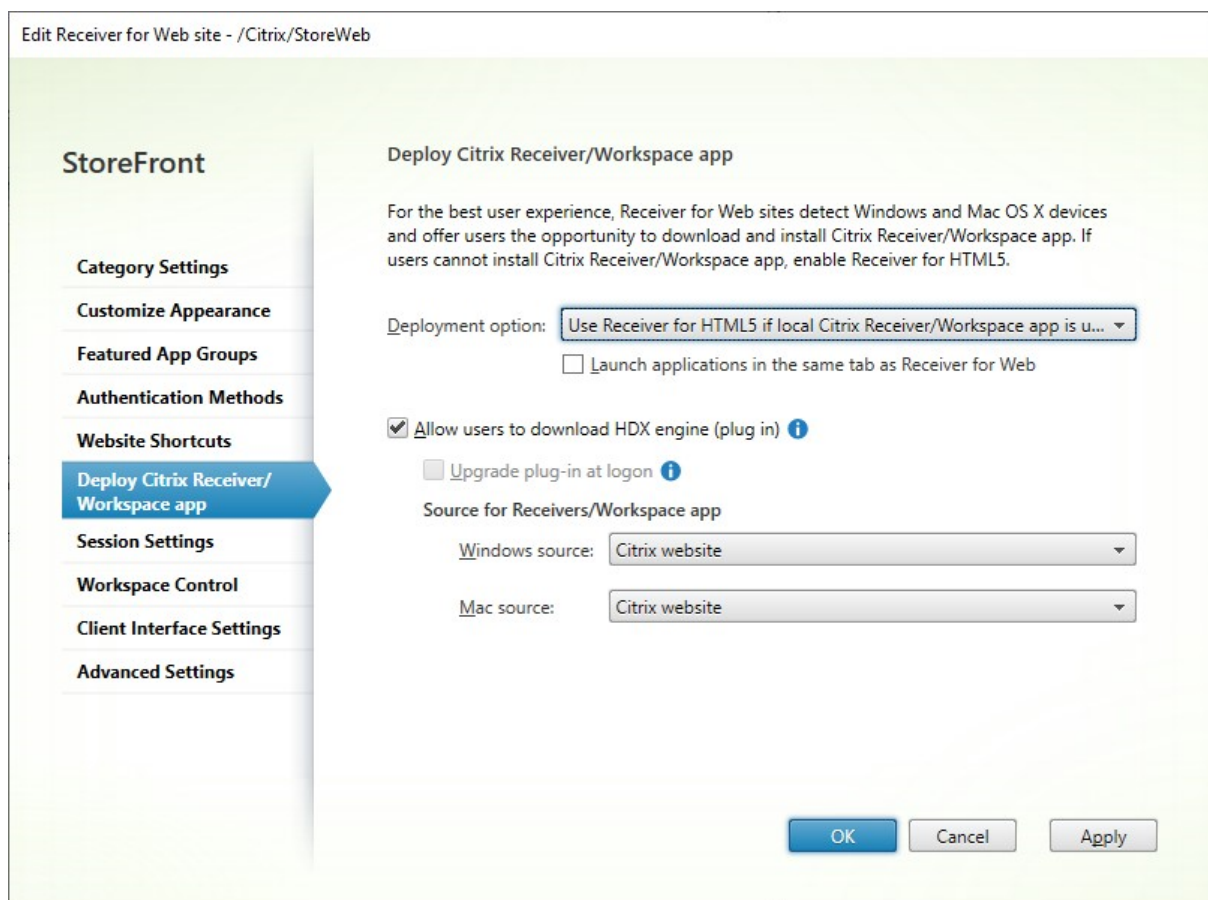 Edit Receiver for Web site - /Citrix/StoreWeb
StoreFront
Category Settings
Customize Appearance
Featured App Groups
Authentication Methods
Website Shortcuts
Deploy Citrix Receiver/
Workspace app
Session Settings
Workspace Control
Client Interface Settings
Advanced Settings
Deploy Citrix Receiver/Workspace app
For the best user experience, Receiver for Web sites detect Windows and Mac OS X devices
and offer users the opportunity to download and install Citrix Receiver/Workspace app. If
users cannot install Citrix Receiver/Workspace app, enable Receiver for HTML5.
Deployment option: Use Receiver for HTML5 if local Citrix Receiver/Workspace app is u...
Launch applications in the same tab as Receiver for Web
Allow users to download HDX engine (plug in)
Upgrade plug-in at logon
Source for Receivers/Workspace app
Windows source: Citrix website
Mac source: Citrix website
OK Cancel Apply